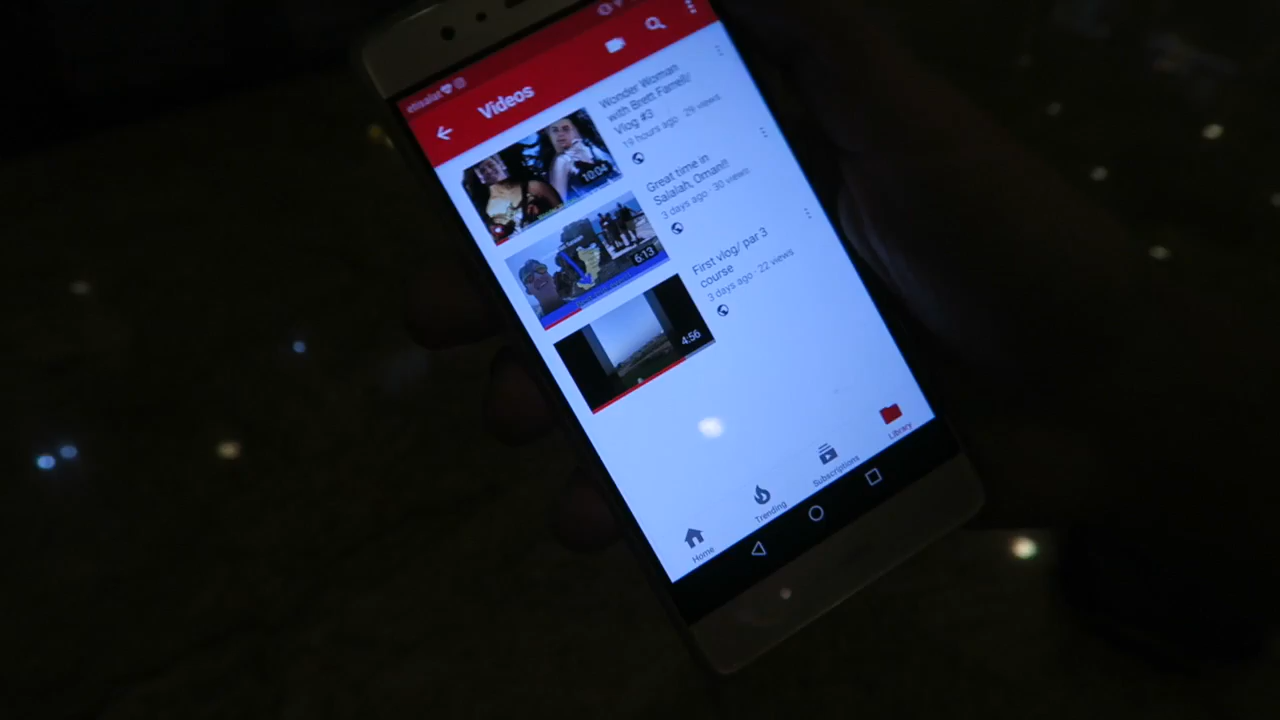 etisalat
Videos
Wonder Woman
with Brett Farrell!/
Vlog #3
19 hours ago · 29 views
10:04
Great time in
Salalah, Oman!!
3 days ago · 30 views
6:13
First vlog/ par 3
course
3 days ago · 22 views
4:56
Home
Trending
Subscriptions
Library